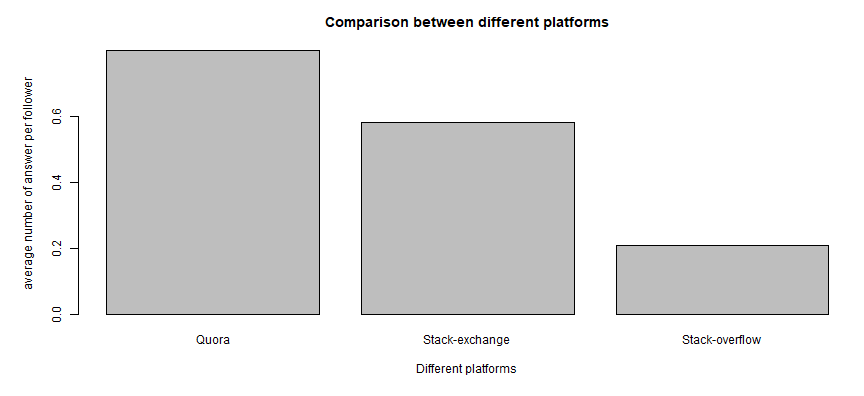 Comparison between different platforms
average number of answer per follower
0.6
0.4
0.2
0.0
Quora
Stack-exchange
Stack-overflow
Different platforms